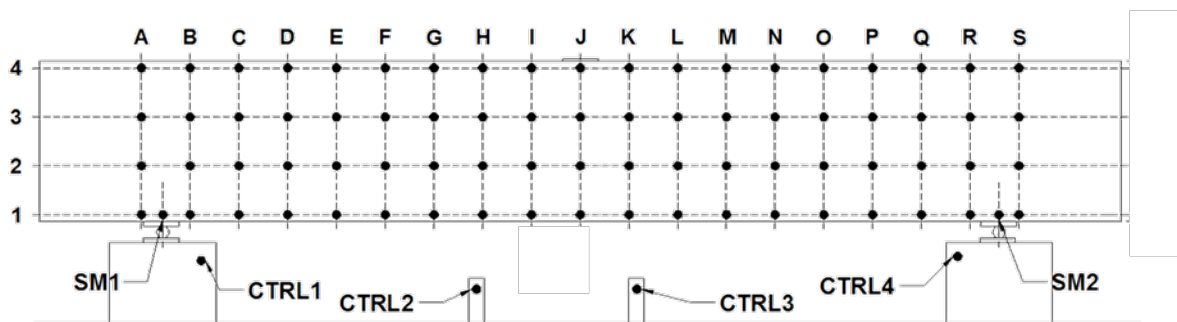 A B C D E F G H I J K L M N O P Q R S
4
3
2
1
SM1
CTRL1
CTRL2
CTRL3
CTRL4
SM2